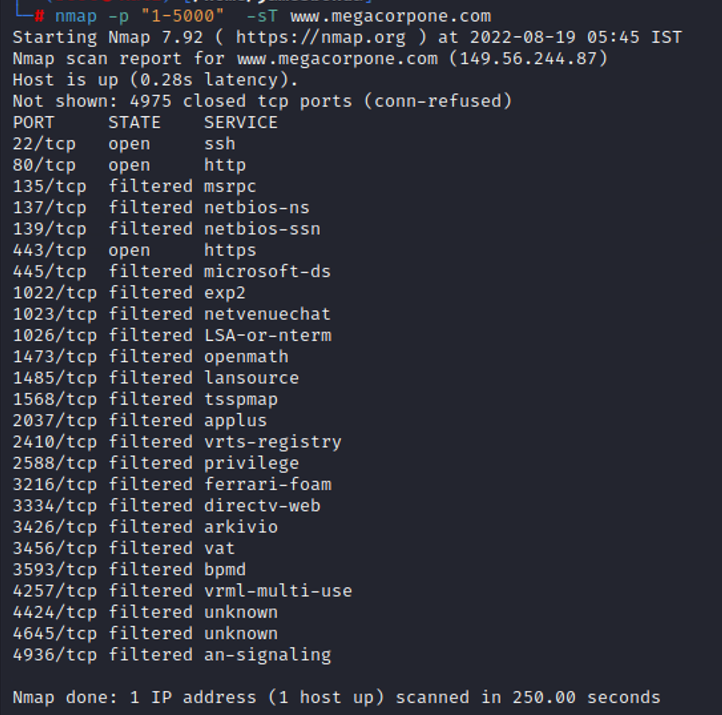 # nmap -p "1-5000"  -sT www.megacorpone.com
Starting Nmap 7.92 ( https://nmap.org ) at 2022-08-19 05:45 IST
Nmap scan report for www.megacorpone.com (149.56.244.87)
Host is up (0.28s latency).
Not shown: 4975 closed tcp ports (conn-refused)
PORT     STATE    SERVICE
22/tcp   open     ssh
80/tcp   open     http
135/tcp  filtered msrpc
137/tcp  filtered netbios-ns
139/tcp  filtered netbios-ssn
443/tcp  open     https
445/tcp  filtered microsoft-ds
1022/tcp filtered exp2
1023/tcp filtered netvenuechat
1026/tcp filtered LSA-or-nterm
1473/tcp filtered openmath
1485/tcp filtered lansource
1568/tcp filtered tsspmap
2037/tcp filtered applus
2410/tcp filtered vrts-registry
2588/tcp filtered privilege
3216/tcp filtered ferrari-foam
3334/tcp filtered directv-web
3426/tcp filtered arkivio
3456/tcp filtered vat
3593/tcp filtered bpmd
4257/tcp filtered vrml-multi-use
4424/tcp filtered unknown
4645/tcp filtered unknown
4936/tcp filtered an-signaling
Nmap done: 1 IP address (1 host up) scanned in 250.00 seconds